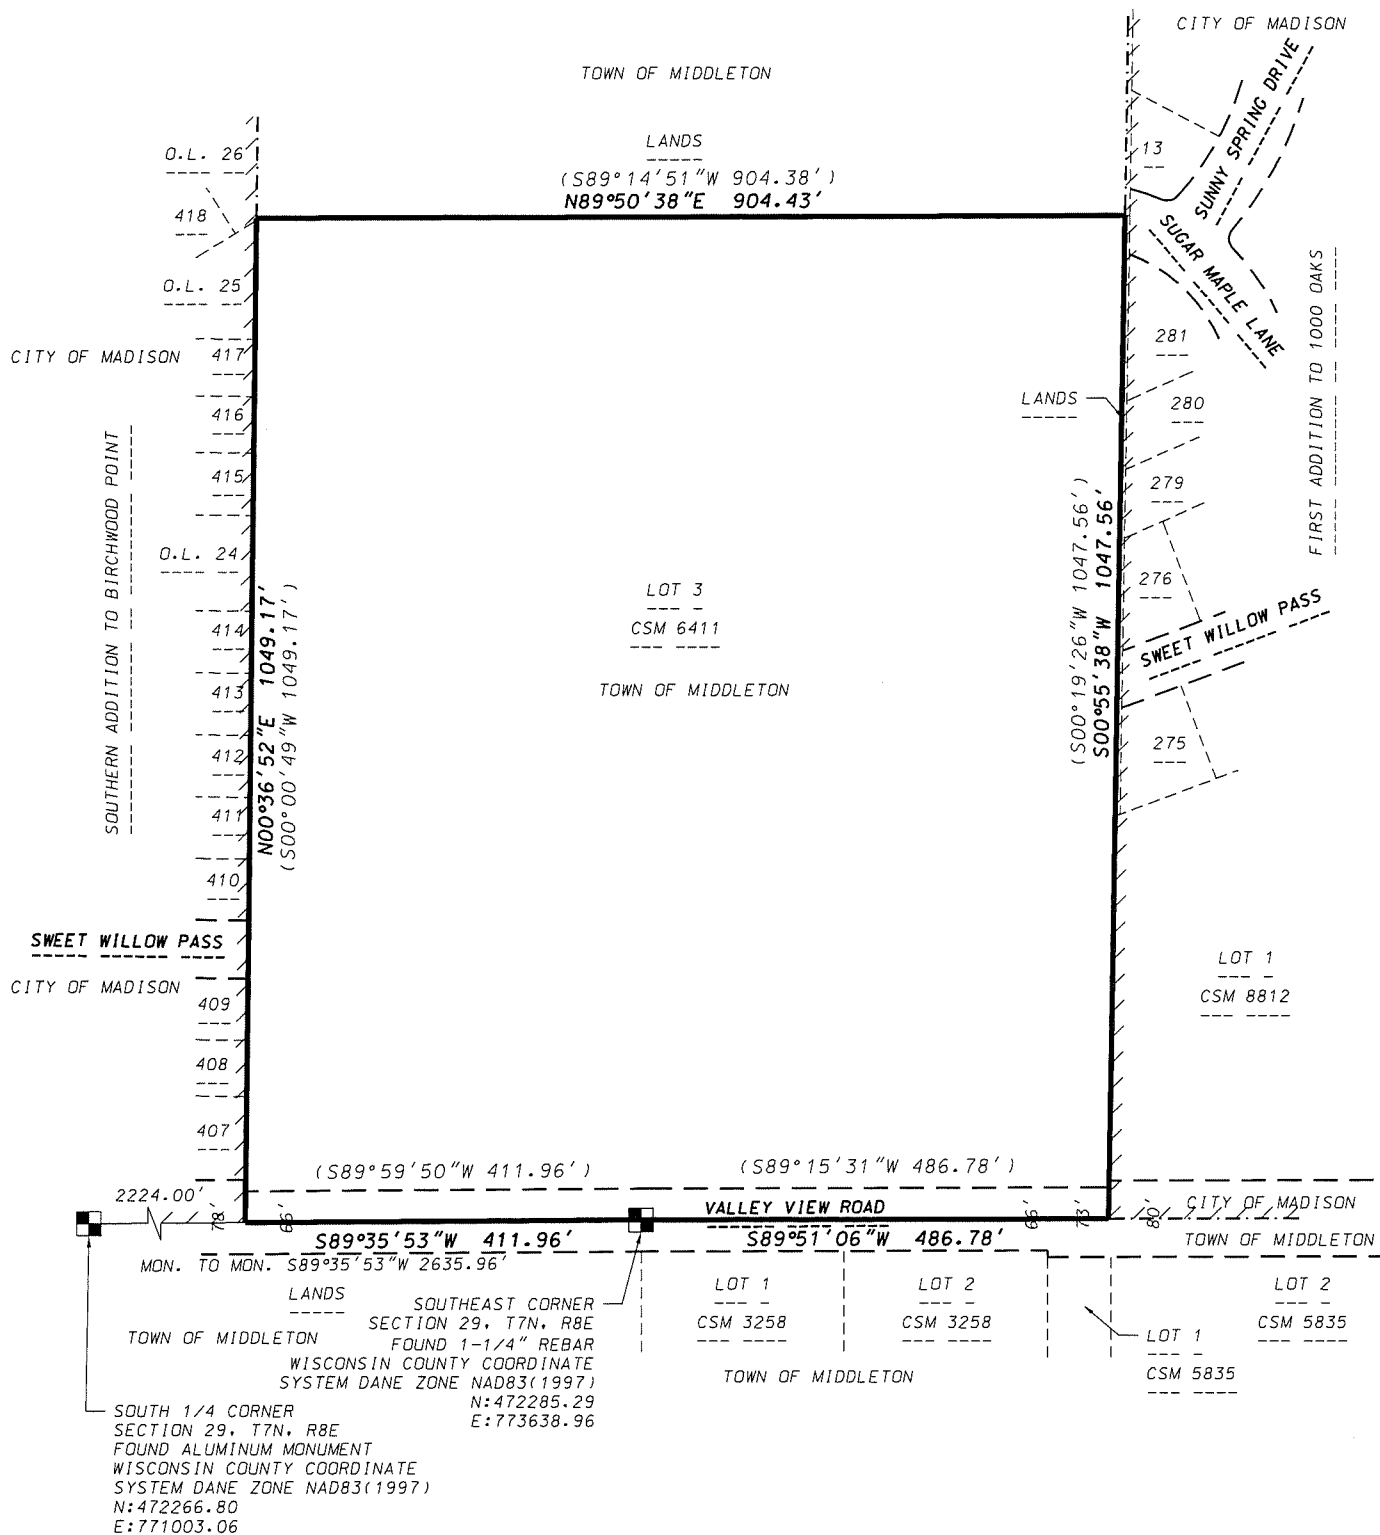 CITY OF MADISON
TOWN OF MIDDLETON
SUNNY SPRING DRIVE
LANDS
(S89°14'51"W 904.38')
N89°50'38"E 904.43'
O.L. 26
13
418
SUGAR MAPLE LANE
O.L. 25
FIRST ADDITION TO 1000 OAKS
CITY OF MADISON
417
281
LANDS
280
416
SOUTHERN ADDITION TO BIRCHWOOD POINT
415
279
O.L. 24
(S00°19'26"W 1047.56')
S00°55'38"W 1047.56'
276
N00°36'52"E 1049.17'
(S00°00'49"W 1049.17')
LOT 3
CSM 6411
TOWN OF MIDDLETON
414
SWEET WILLOW PASS
413
412
275
411
410
SWEET WILLOW PASS
CITY OF MADISON
LOT 1
CSM 8812
409
408
407
(S89°59'50"W 411.96')
(S89°15'31"W 486.78')
2224.00'
78'
66'
VALLEY VIEW ROAD
66'
73'
80'
CITY OF MADISON
S89°35'53"W 411.96'
S89°51'06"W 486.78'
TOWN OF MIDDLETON
MON. TO MON. S89°35'53"W 2635.96'
LANDS
TOWN OF MIDDLETON
SOUTHEAST CORNER
SECTION 29, T7N, R8E
FOUND 1-1/4" REBAR
WISCONSIN COUNTY COORDINATE
SYSTEM DANE ZONE NAD83(1997)
N:472285.29
E:773638.96
LOT 1
CSM 3258
LOT 2
CSM 3258
LOT 2
CSM 5835
LOT 1
CSM 5835
TOWN OF MIDDLETON
SOUTH 1/4 CORNER
SECTION 29, T7N, R8E
FOUND ALUMINUM MONUMENT
WISCONSIN COUNTY COORDINATE
SYSTEM DANE ZONE NAD83(1997)
N:472266.80
E:771003.06